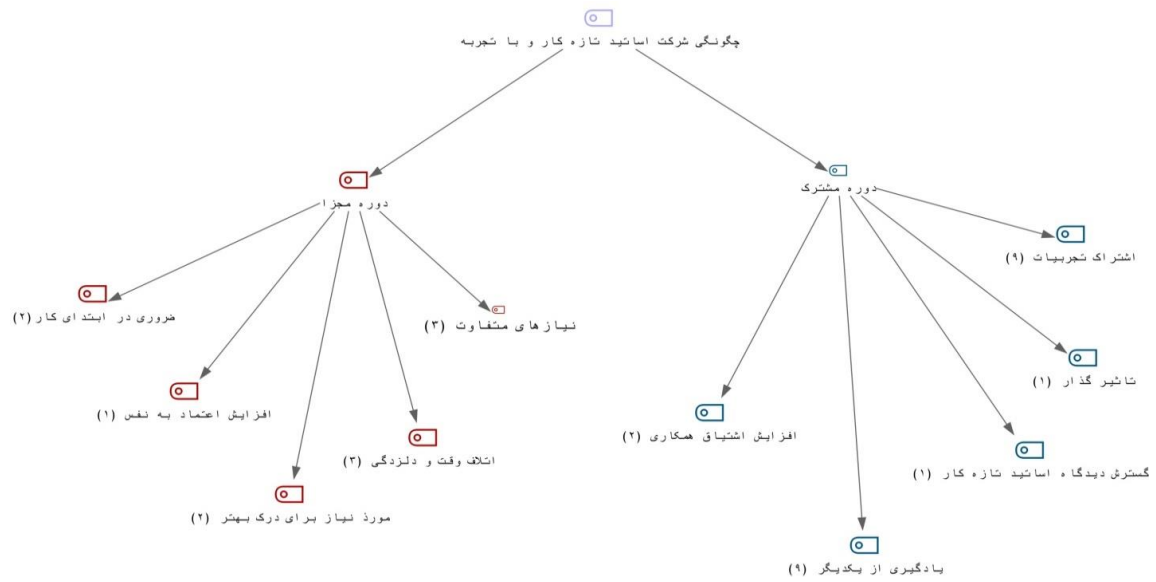 چگونگی شرکت اساتید تازه کار و با تجربه
دوره مشترک
دوره مجزا
اشتراک تجربیات (۹)
تاثیر گذار (۱)
گسترش دیدگاه اساتید تازه کار (۱)
یادگیری از یکدیگر (۹)
افزایش اشتیاق همکاری (۲)
نیازهای متفاوت (۳)
اتلاف وقت و دلزدگی (۳)
مورد نیاز برای درک بهتر (۲)
افزایش اعتماد به نفس (۱)
ضروری در ابتدای کار (۲)